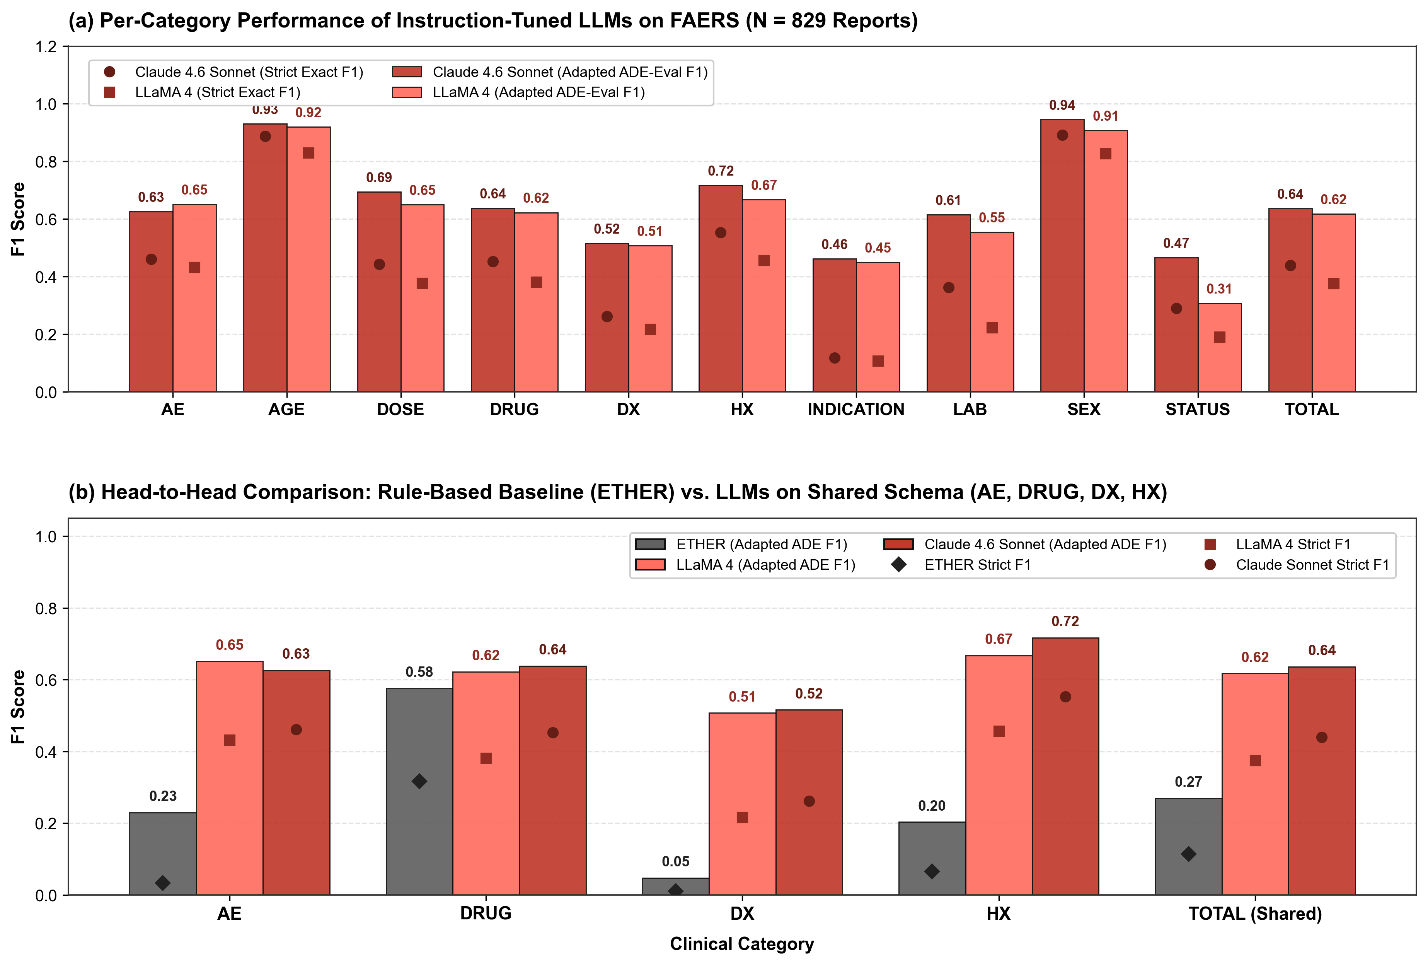 (a) Per-Category Performance of Instruction-Tuned LLMs on FAERS (N = 829 Reports)
F1 Score
1.2
1.0
0.8
0.6
0.4
0.2
0.0
Claude 4.6 Sonnet (Strict Exact F1)
LLaMA 4 (Strict Exact F1)
Claude 4.6 Sonnet (Adapted ADE-Eval F1)
LLaMA 4 (Adapted ADE-Eval F1)
0.63 0.65
0.93 0.92
0.69 0.65
0.64 0.62
0.52 0.51
0.72 0.67
0.46 0.45
0.61 0.55
0.94 0.91
0.47 0.31
0.64 0.62
AE AGE DOSE DRUG DX HX INDICATION LAB SEX STATUS TOTAL
(b) Head-to-Head Comparison: Rule-Based Baseline (ETHER) vs. LLMs on Shared Schema (AE, DRUG, DX, HX)
F1 Score
1.0
0.8
0.6
0.4
0.2
0.0
ETHER (Adapted ADE F1)
LLaMA 4 (Adapted ADE F1)
Claude 4.6 Sonnet (Adapted ADE F1)
ETHER Strict F1
LLaMA 4 Strict F1
Claude Sonnet Strict F1
0.23 0.65 0.63
0.58 0.62 0.64
0.05 0.51 0.52
0.20 0.67 0.72
0.27 0.62 0.64
AE DRUG DX HX TOTAL (Shared)
Clinical Category